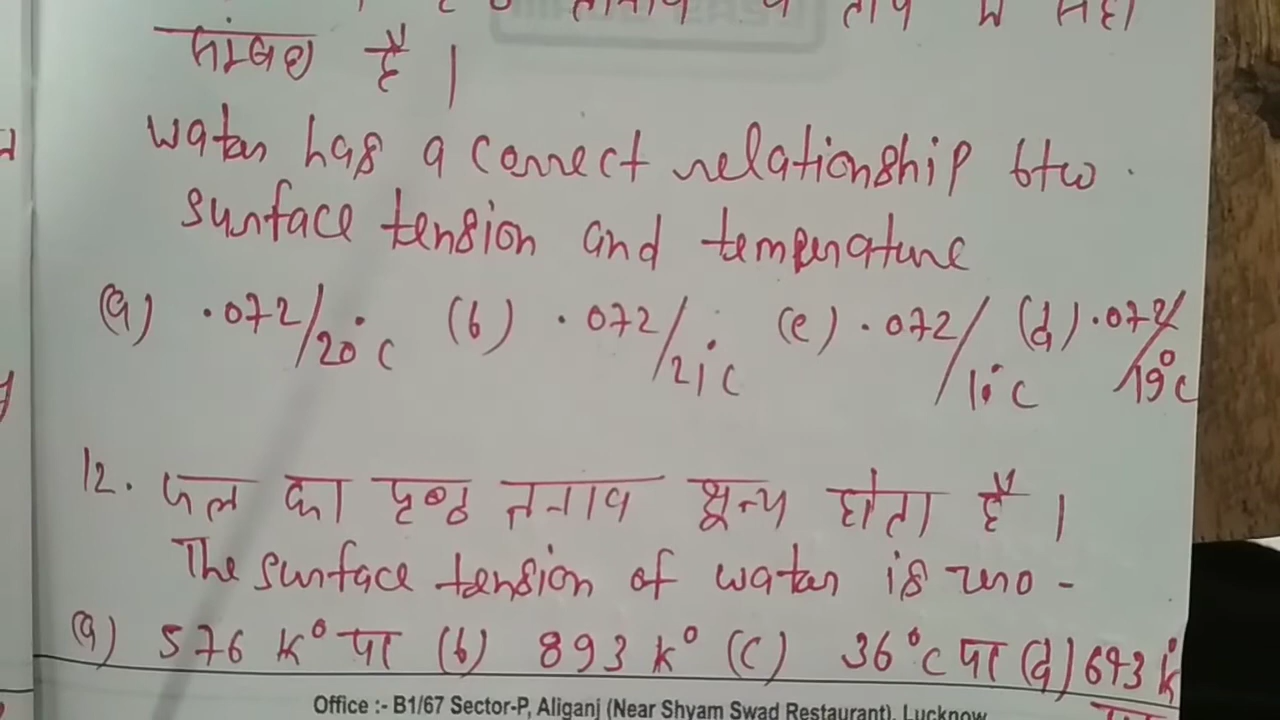 संबंध है।
water has a correct relationship btw.
surface tension and temperature
(a) .072/20°C (b) .072/21°C (c) .072/10°C (d) .072/19°C
12. जल का पृष्ठ तनाव शून्य होता है।
The surface tension of water is zero -
(a) 576 K° पर (b) 893 K° (c) 36°C पर (d) 643 K°
Office :- B1/67 Sector-P, Aliganj (Near Shyam Swad Restaurant), Lucknow